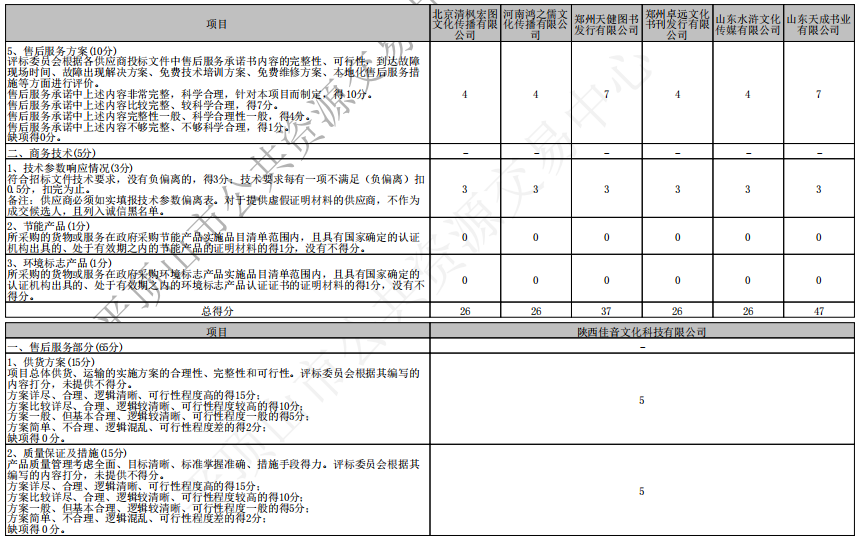 项目 北京清枫宏图文化传播有限公司 河南鸿之儒文化传播有限公司 郑州天健图书发行有限公司 郑州卓远文化书刊发行有限公司 山东水浒文化传媒有限公司 山东天成书业有限公司
5、售后服务方案(10分)
评标委员会根据各供应商投标文件中售后服务承诺书内容的完整性、可行性，到达故障
现场时间、故障出现解决方案、免费技术培训方案、免费维修方案、本地化售后服务措
施等方面进行评价。
售后服务承诺中上述内容非常完整，科学合理，针对本项目而制定，得10分。
售后服务承诺中上述内容比较完整、较科学合理，得7分。
售后服务承诺中上述内容完整性一般、科学合理性一般，得4分。
售后服务承诺中上述内容不够完整、不够科学合理，得1分。
缺项得0分。
4 4 7 4 4 7
二、商务技术(5分) - - - - - -
1、技术参数响应情况(3分)
符合招标文件技术要求，没有负偏离的，得3分；技术要求每有一项不满足（负偏离）扣
0.5分，扣完为止。
备注：供应商必须如实填报技术参数偏离表。对于提供虚假证明材料的供应商，不作为
成交候选人，且列入诚信黑名单。
3 3 3 3 3 3
2、节能产品(1分)
所采购的货物或服务在政府采购节能产品实施品目清单范围内，且具有国家确定的认证
机构出具的、处于有效期之内的节能产品的证明材料的得1分，没有不得分。
0 0 0 0 0 0
3、环境标志产品(1分)
所采购的货物或服务在政府采购环境标志产品实施品目清单范围内，且具有国家确定的
认证机构出具的、处于有效期之内的环境标志产品认证证书的证明材料的得1分，没有不
得分。
0 0 0 0 0 0
总得分 26 26 37 26 26 47
项目 陕西佳音文化科技有限公司
一、售后服务部分(65分) -
1、供货方案(15分)
项目总体供货、运输的实施方案的合理性、完整性和可行性。评标委员会根据其编写的
内容打分，未提供不得分。
方案详尽、合理、逻辑清晰、可行性程度高的得15分；
方案比较详尽、合理、逻辑较清晰、可行性程度较高的得10分；
方案一般、但基本合理、逻辑较清晰、可行性程度一般的得5分；
方案简单、不合理、逻辑混乱、可行性程度差的得2分；
缺项得０分。
5
2、质量保证及措施(15分)
产品质量管理考虑全面、目标清晰、标准掌握准确、措施手段得力。评标委员会根据其
编写的内容打分，未提供不得分。
方案详尽、合理、逻辑清晰、可行性程度高的得15分；
方案比较详尽、合理、逻辑较清晰、可行性程度较高的得10分；
方案一般、但基本合理、逻辑较清晰、可行性程度一般的得5分；
方案简单、不合理、逻辑混乱、可行性程度差的得2分；
缺项得０分。
5
平顶山市公共资源交易中心
平顶山市公共资源交易中心